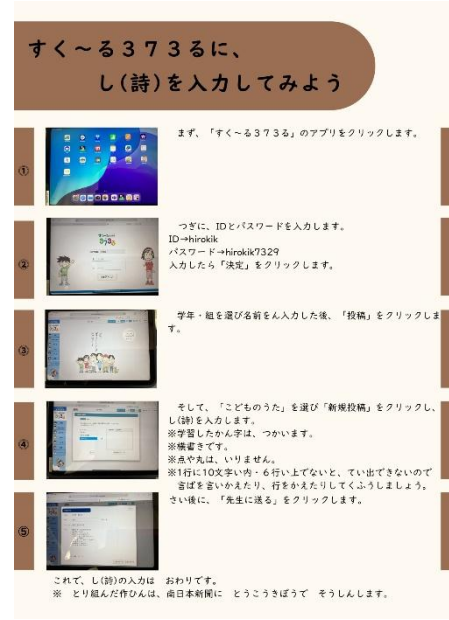 すく～る３７３るに、
し(詩)を入力してみよう
①
まず、「すく～る３７３る」のアプリをクリックします。
②
つぎに、IDとパスワードを入力します。
ID→hirokik
パスワード→hirokik7329
入力したら「決定」をクリックします。
③
学年・組を選び名前をん入力した後、「投稿」をクリックしま
す。
④
そして、「こどものうた」を選び「新規投稿」をクリックし、
し(詩)を入力します。
※学習したかん字は、つかいます。
※横書きです。
※点や丸は、いりません。
※1行に10文字い内・６行い上でないと、てい出できないので
言ばを言いかえたり、行をかえたりしてくふうしましょう。
⑤
さい後に、「先生に送る」をクリックします。
これで、し(詩)の入力は　おわりです。
※　とり組んだ作ひんは、南日本新聞に　とうこうきぼうで　そうしんします。